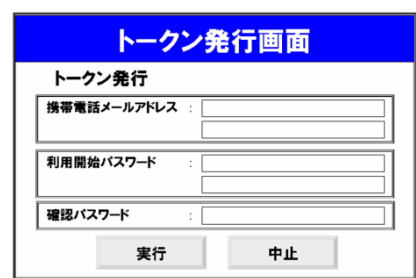 トークン発行画面
トークン発行
携帯電話メールアドレス :
利用開始パスワード :
確認パスワード :
実行 中止